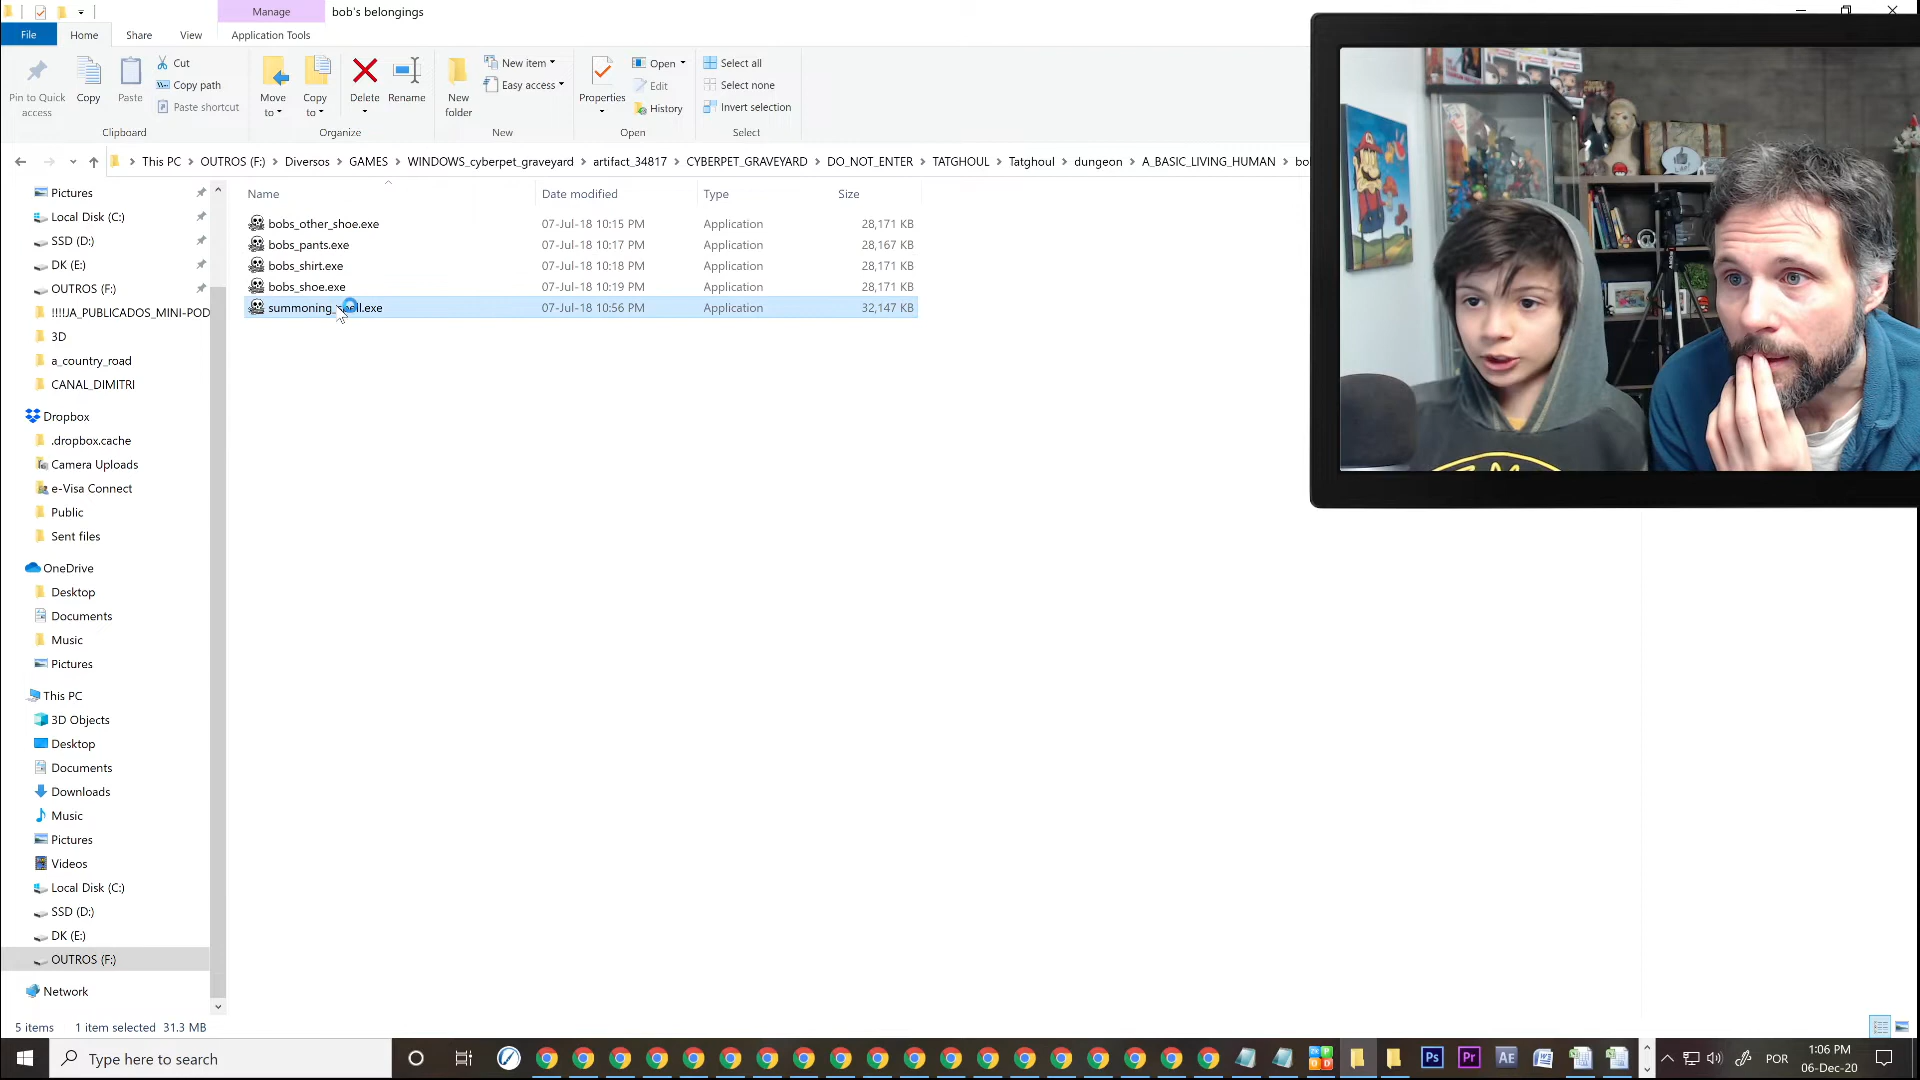 Manage
bob's belongings
File
Home
Share
View
Application Tools
Pin to Quick access
Copy
Paste
Cut
Copy path
Paste shortcut
Clipboard
Move to
Copy to
Delete
Rename
Organize
New folder
New item
Easy access
New
Properties
Open
Edit
History
Open
Select all
Select none
Invert selection
Select
This PC > OUTROS (F:) > Diversos > GAMES > WINDOWS_cyberpet_graveyard > artifact_34817 > CYBERPET_GRAVEYARD > DO_NOT_ENTER > TATGHOUL > Tatghoul > dungeon > A_BASIC_LIVING_HUMAN > bo
Name Date modified Type Size
bobs_other_shoe.exe 07-Jul-18 10:15 PM Application 28,171 KB
bobs_pants.exe 07-Jul-18 10:17 PM Application 28,167 KB
bobs_shirt.exe 07-Jul-18 10:18 PM Application 28,171 KB
bobs_shoe.exe 07-Jul-18 10:19 PM Application 28,171 KB
summoning_spell.exe 07-Jul-18 10:56 PM Application 32,147 KB
Pictures
Local Disk (C:)
SSD (D:)
DK (E:)
OUTROS (F:)
!!!!JA_PUBLICADOS_MINI-POD
3D
a_country_road
CANAL_DIMITRI
Dropbox
.dropbox.cache
Camera Uploads
e-Visa Connect
Public
Sent files
OneDrive
Desktop
Documents
Music
Pictures
This PC
3D Objects
Desktop
Documents
Downloads
Music
Pictures
Videos
Local Disk (C:)
SSD (D:)
DK (E:)
OUTROS (F:)
Network
5 items 1 item selected 31.3 MB
Type here to search
Ps
Pr
Ae
POR
1:06 PM
06-Dec-20